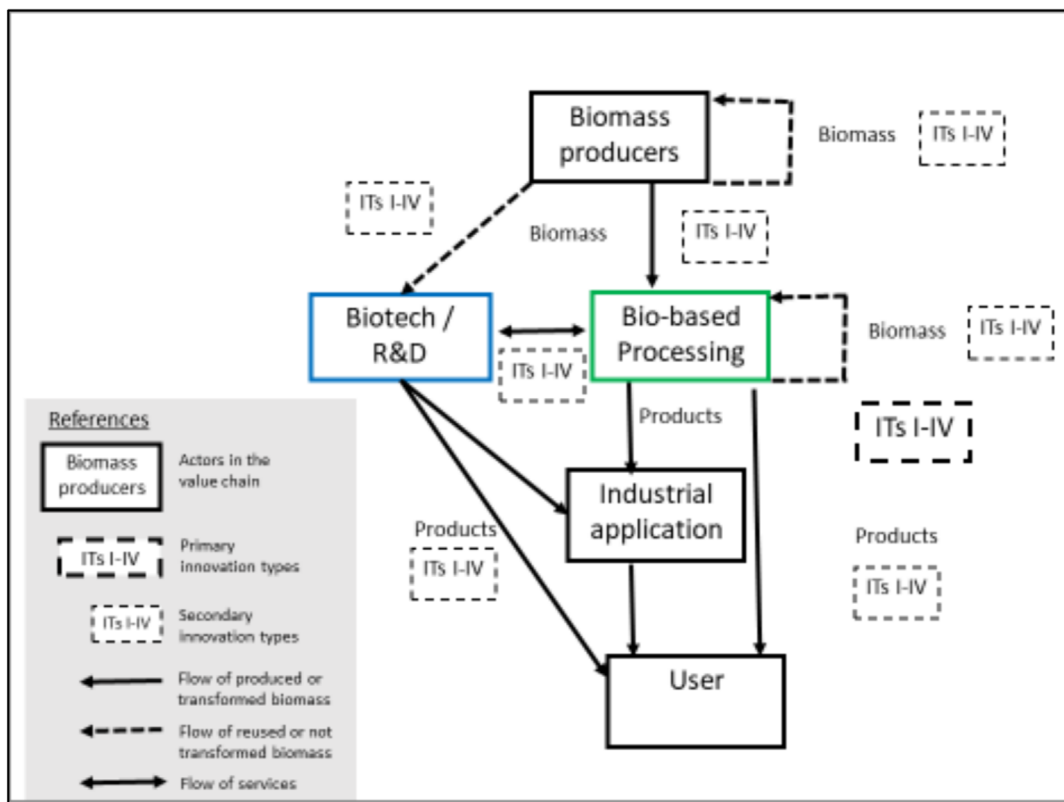 Biomass
producers
Biomass
ITs I-IV
ITs I-IV
Biomass
ITs I-IV
Biotech /
R&D
ITs I-IV
Bio-based
Processing
Biomass
ITs I-IV
Products
ITs I-IV
Industrial
application
Products
ITs I-IV
Products
ITs I-IV
User
References
Biomass
producers
Actors in the
value chain
ITs I-IV
Primary
innovation types
ITs I-IV
Secondary
innovation types
Flow of produced or
transformed biomass
Flow of reused or not
transformed biomass
Flow of services